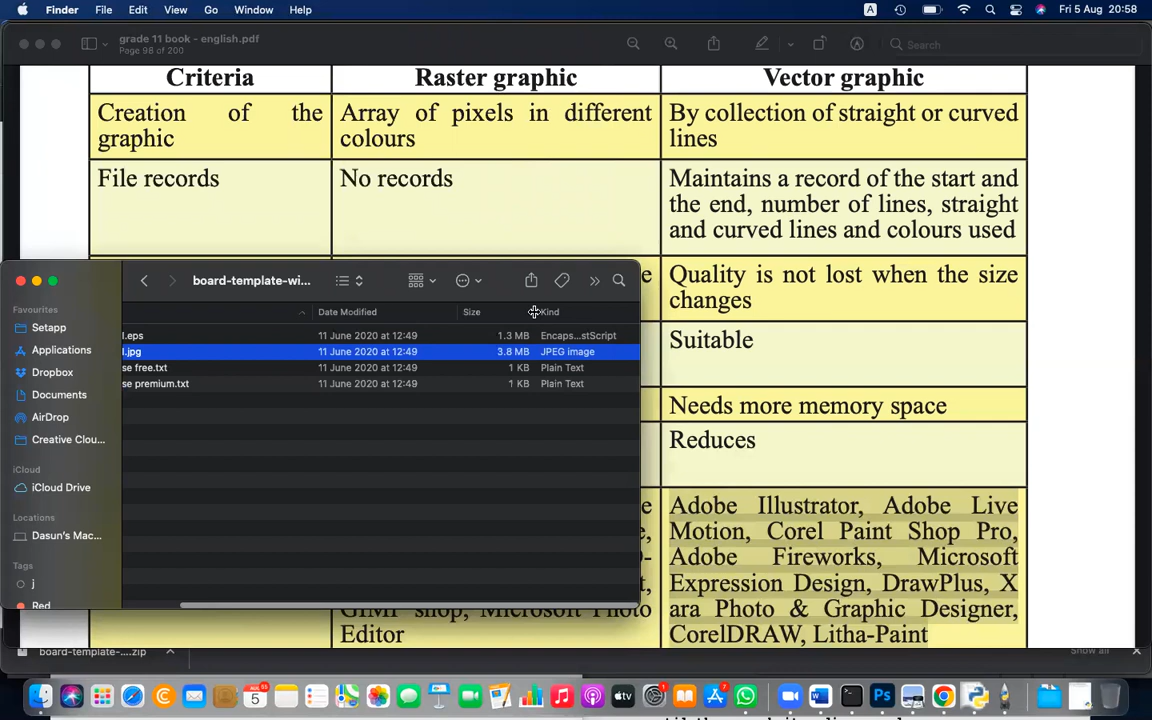 Finder File Edit View Go Window Help
A Fri 5 Aug 20:58
grade 11 book - english.pdf
Page 98 of 200
Search
Criteria Raster graphic Vector graphic
Creation of the graphic
Array of pixels in different colours
By collection of straight or curved lines
File records
No records
Maintains a record of the start and
the end, number of lines, straight
and curved lines and colours used
Quality is not lost when the size
changes
Suitable
Needs more memory space
Reduces
Adobe Illustrator, Adobe Live
Motion, Corel Paint Shop Pro,
Adobe Fireworks, Microsoft
Expression Design, DrawPlus, X
ara Photo & Graphic Designer,
CorelDRAW, Litha-Paint
GIMP shop, Microsoft Photo
Editor
board-template-wi...
Date Modified Size Kind
l.eps 11 June 2020 at 12:49 1.3 MB Encaps...stScript
l.jpg 11 June 2020 at 12:49 3.8 MB JPEG image
se free.txt 11 June 2020 at 12:49 1 KB Plain Text
se premium.txt 11 June 2020 at 12:49 1 KB Plain Text
Favourites
Setapp
Applications
Dropbox
Documents
AirDrop
Creative Clou...
iCloud
iCloud Drive
Locations
Dasun's Mac...
Tags
j
Red
board-template-....zip
Show all